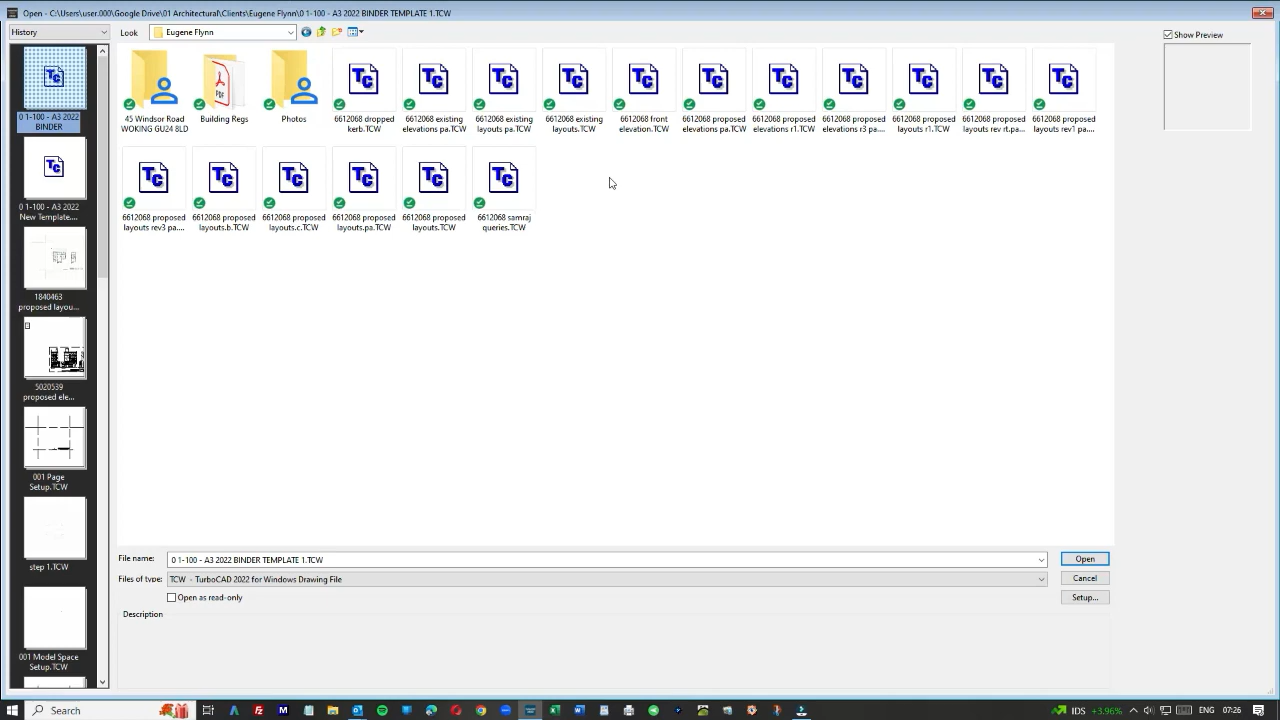 Open - C:\Users\user.000\Google Drive\01 Architectural\Clients\Eugene Flynn\0 1-100 - A3 2022 BINDER TEMPLATE 1.TCW
History
Look
Eugene Flynn
Show Preview
0 1-100 - A3 2022
BINDER
0 1-100 - A3 2022
New Template....
1840463
proposed layou...
5020539
proposed ele...
001 Page
Setup.TCW
step 1.TCW
001 Model Space
Setup.TCW
45 Windsor Road
WOKING GU24 8LD
Building Regs
Photos
6612068 dropped
kerb.TCW
6612068 existing
elevations pa.TCW
6612068 existing
layouts pa.TCW
6612068 existing
layouts.TCW
6612068 front
elevation.TCW
6612068 proposed
elevations pa.TCW
6612068 proposed
elevations r1.TCW
6612068 proposed
elevations r3 pa....
6612068 proposed
layouts r1.TCW
6612068 proposed
layouts rev rt.pa...
6612068 proposed
layouts rev1 pa....
6612068 proposed
layouts rev3 pa....
6612068 proposed
layouts.b.TCW
6612068 proposed
layouts.c.TCW
6612068 proposed
layouts.pa.TCW
6612068 proposed
layouts.TCW
6612068 samraj
queries.TCW
File name:
0 1-100 - A3 2022 BINDER TEMPLATE 1.TCW
Open
Files of type:
TCW - TurboCAD 2022 for Windows Drawing File
Cancel
Open as read-only
Setup...
Description
Search
IDS +3.96%
ENG
07:26